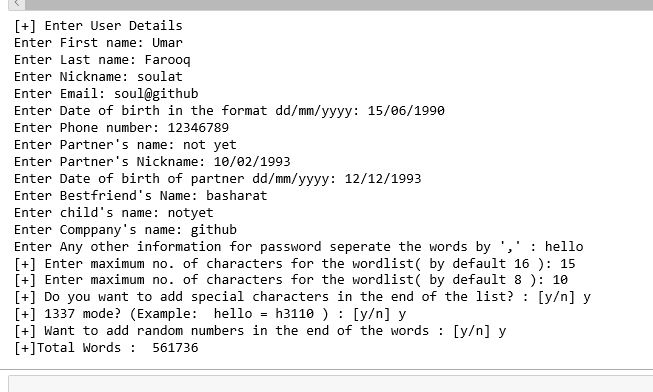 [+] Enter User Details
Enter First name: Umar
Enter Last name: Farooq
Enter Nickname: soulat
Enter Email: soul@github
Enter Date of birth in the format dd/mm/yyyy: 15/06/1990
Enter Phone number: 12346789
Enter Partner's name: not yet
Enter Partner's Nickname: 10/02/1993
Enter Date of birth of partner dd/mm/yyyy: 12/12/1993
Enter Bestfriend's Name: basharat
Enter child's name: notyet
Enter Comppany's name: github
Enter Any other information for password seperate the words by ',' : hello
[+] Enter maximum no. of characters for the wordlist( by default 16 ): 15
[+] Enter maximum no. of characters for the wordlist( by default 8 ): 10
[+] Do you want to add special characters in the end of the list? : [y/n] y
[+] 1337 mode? (Example:  hello = h3110 ) : [y/n] y
[+] Want to add random numbers in the end of the words : [y/n] y
[+]Total Words :  561736